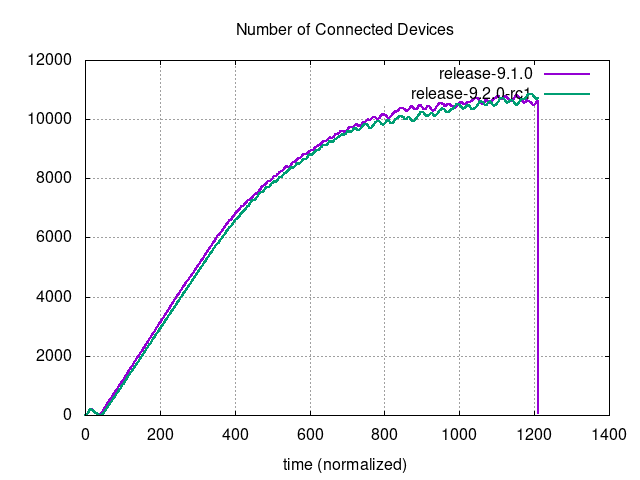 Number of Connected Devices
12000
10000
8000
6000
4000
2000
0
release-9.1.0
release-9.2.0-rc1
0 200 400 600 800 1000 1200 1400
time (normalized)